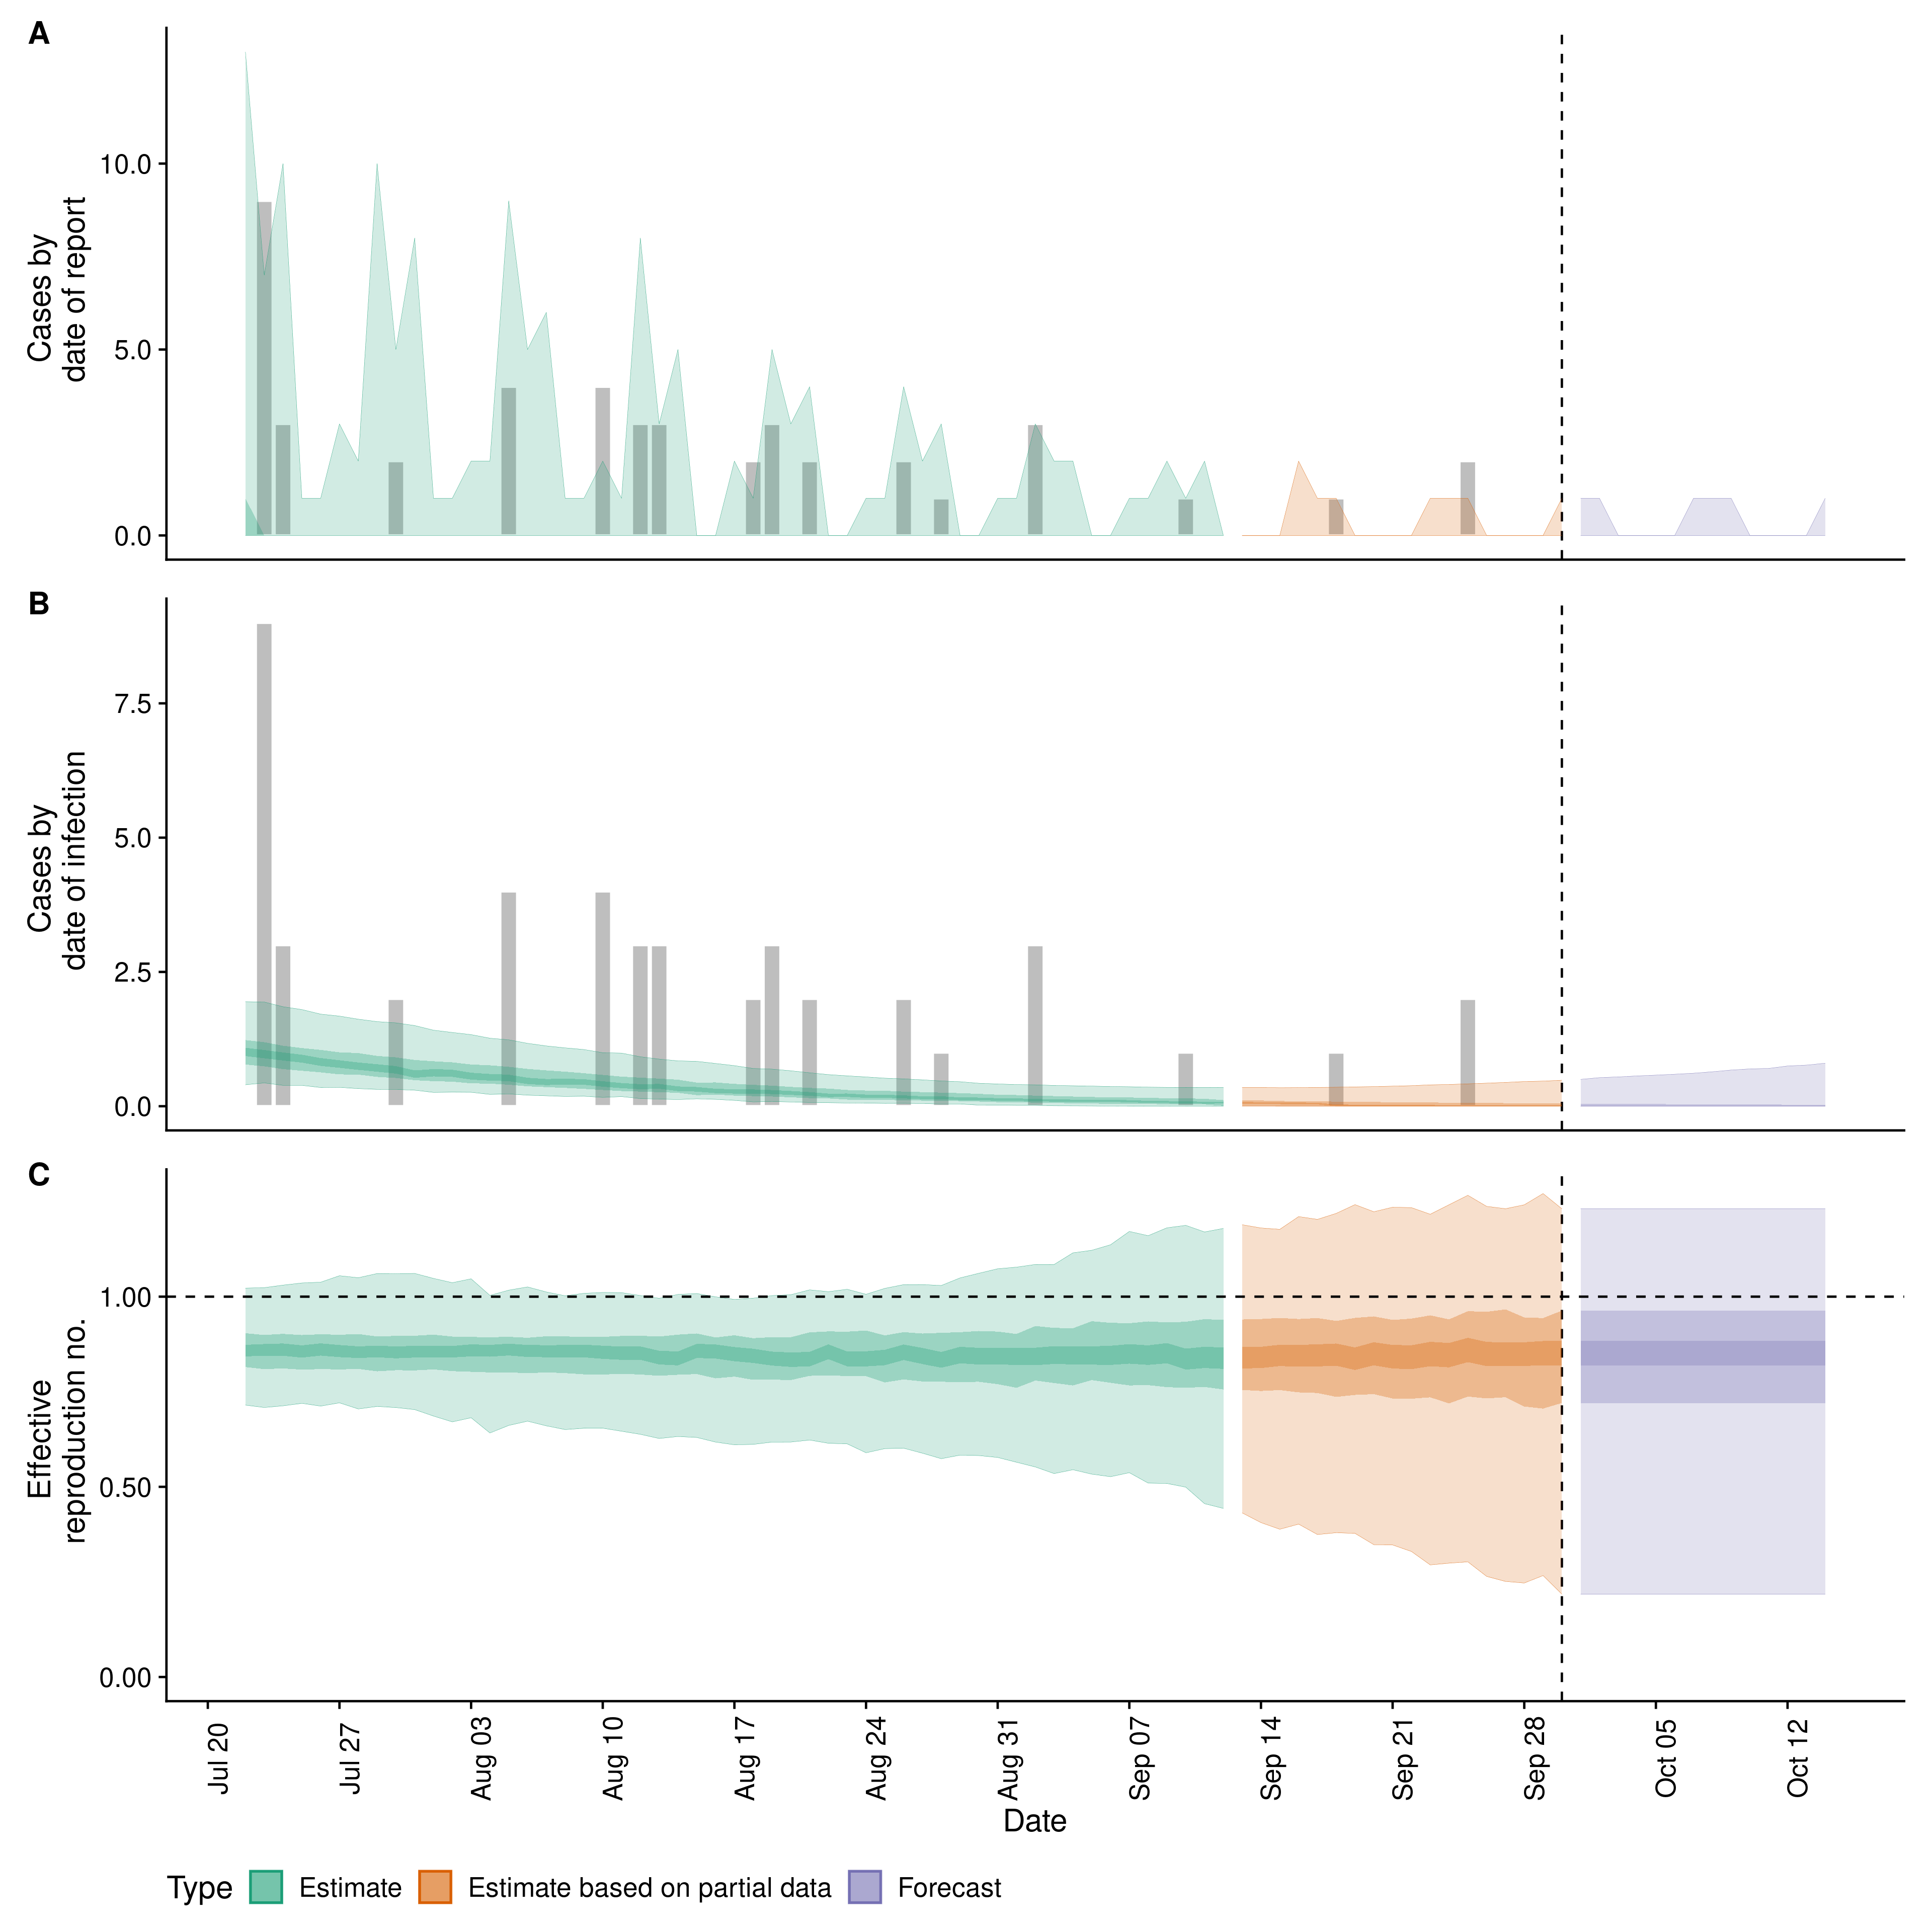 A
Cases by
date of report
10.0
5.0
0.0
B
Cases by
date of infection
7.5
5.0
2.5
0.0
C
Effective
reproduction no.
1.00
0.50
0.00
Jul 20
Jul 27
Aug 03
Aug 10
Aug 17
Aug 24
Aug 31
Sep 07
Sep 14
Sep 21
Sep 28
Oct 05
Oct 12
Date
Type Estimate Estimate based on partial data Forecast